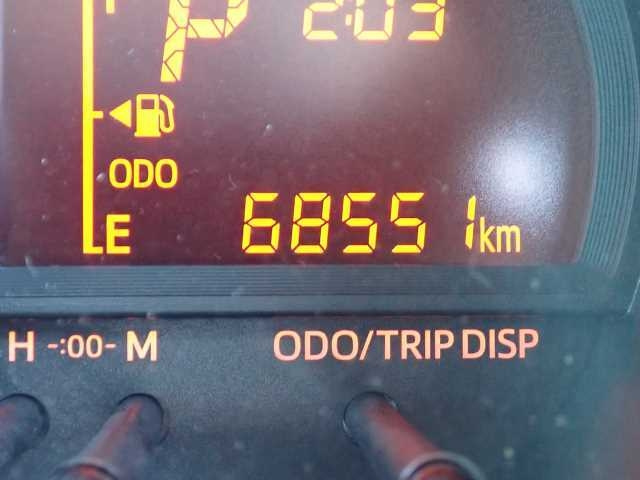 P 2:03
ODO
E 68551km
H -:00- M ODO/TRIP DISP